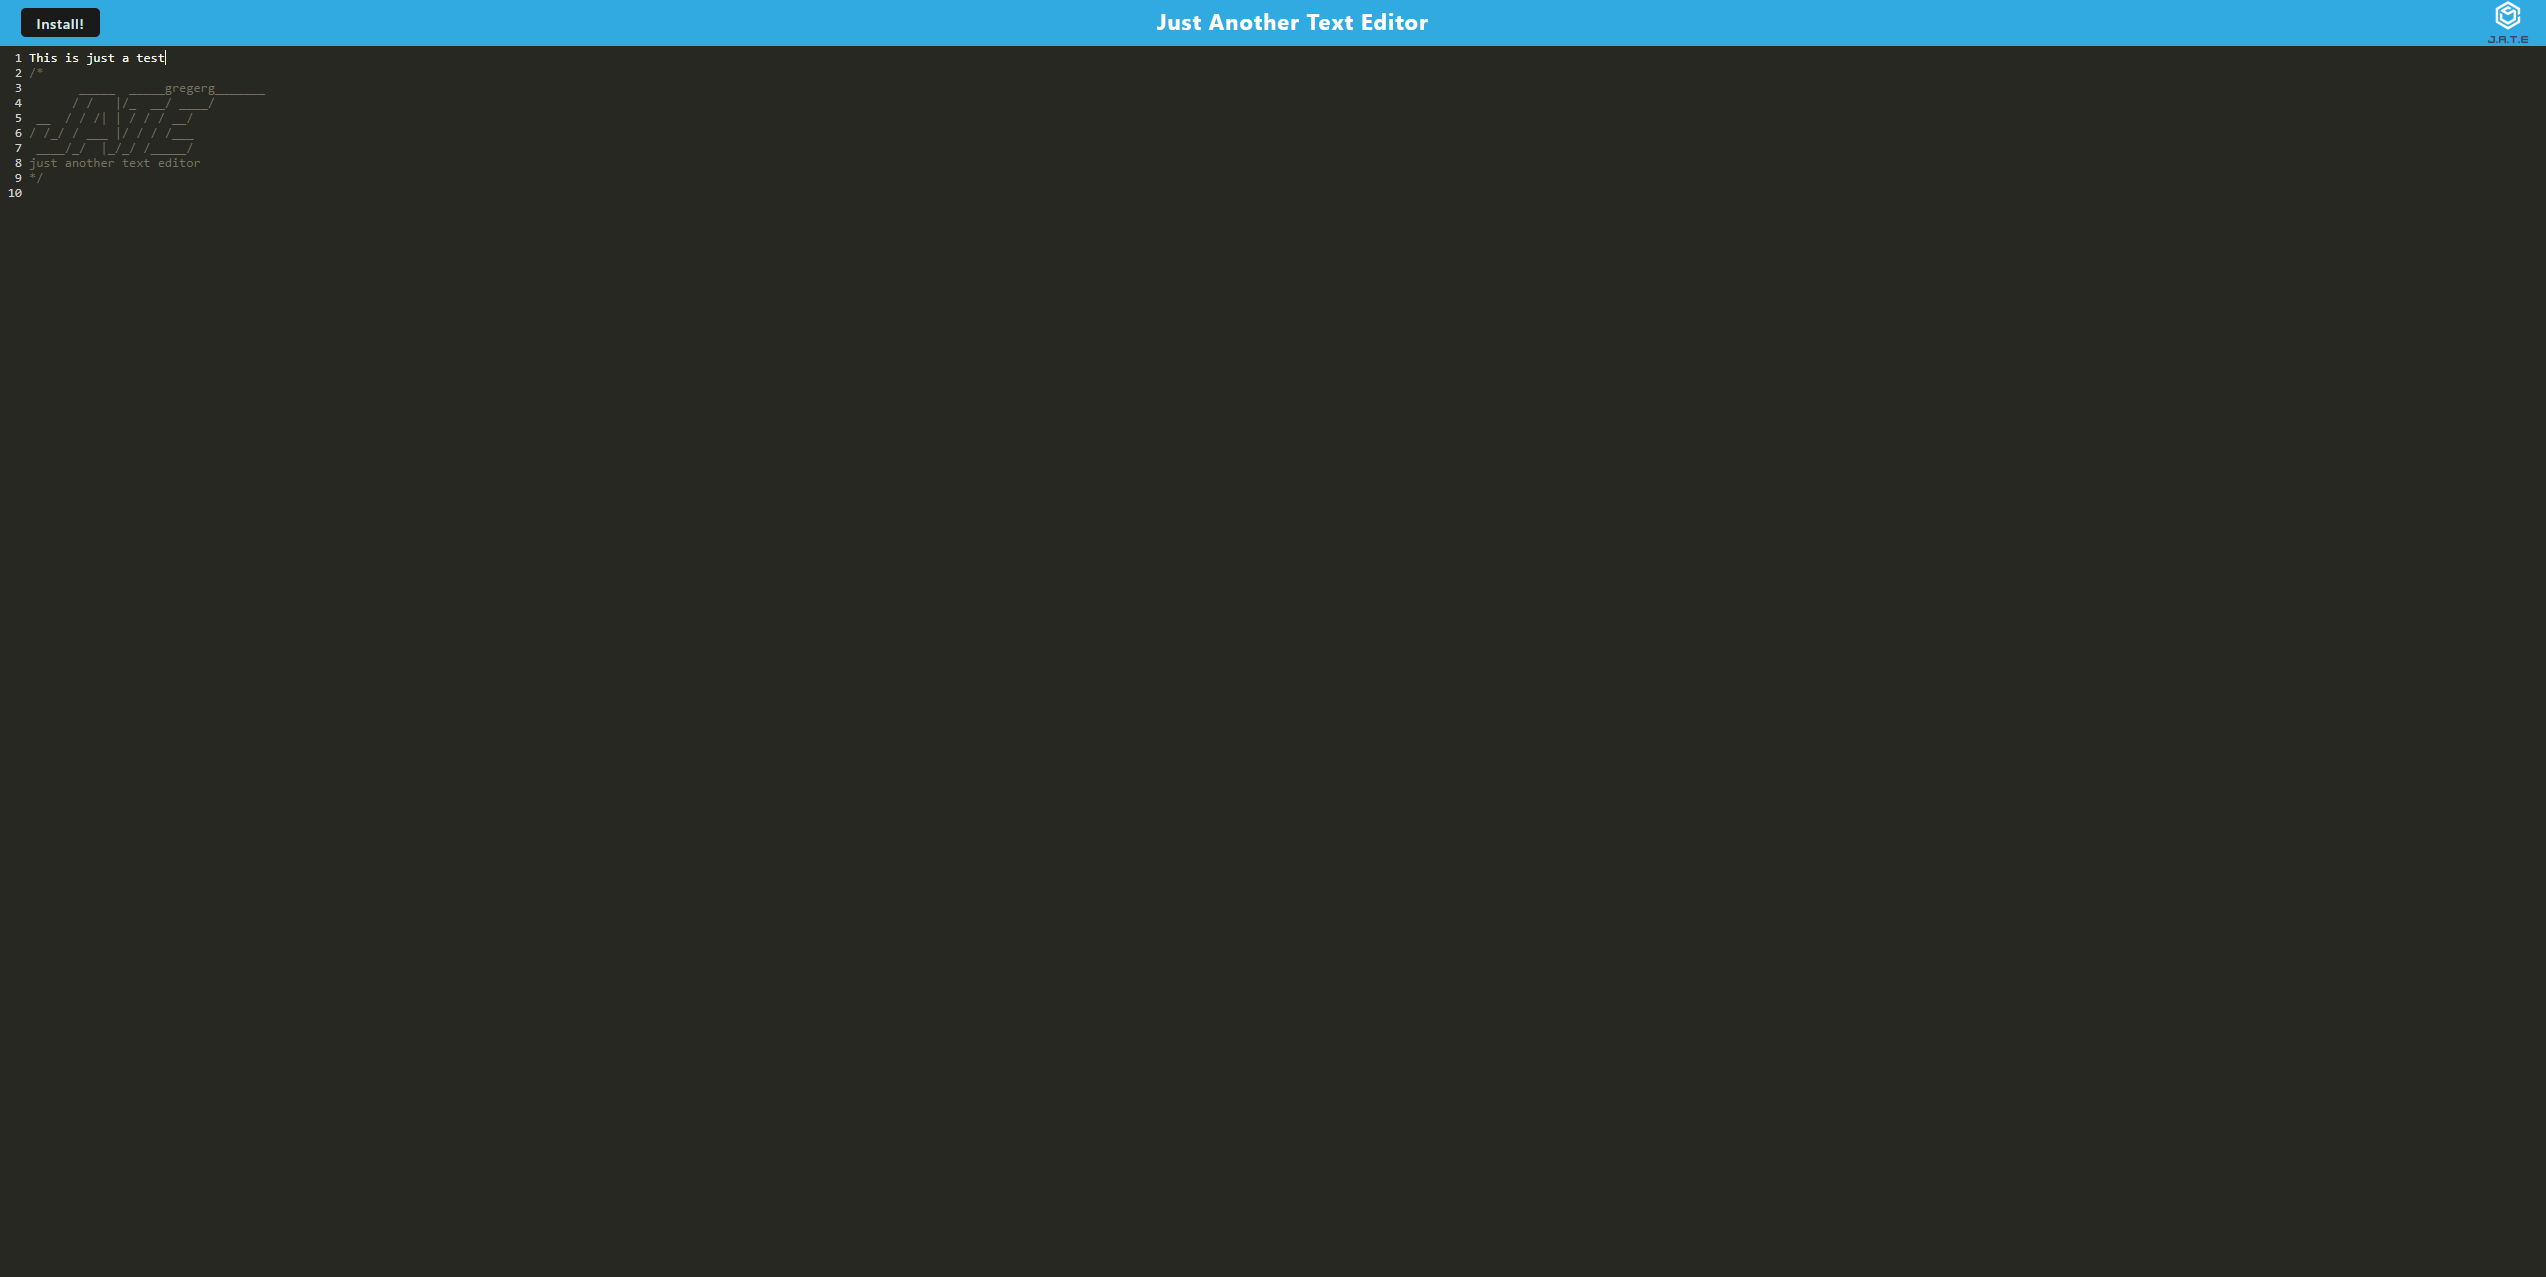 Install!
Just Another Text Editor
J.A.T.E
1 This is just a test
2 /*
3        _____  _____gregerg_______
4       / /   |/_  __/ ____/
5  __  / / /| | / / / __/
6 / /_/ / ___ |/ / / /___
7  ____/_/  |_/_/ /_____/
8 just another text editor
9 */
10